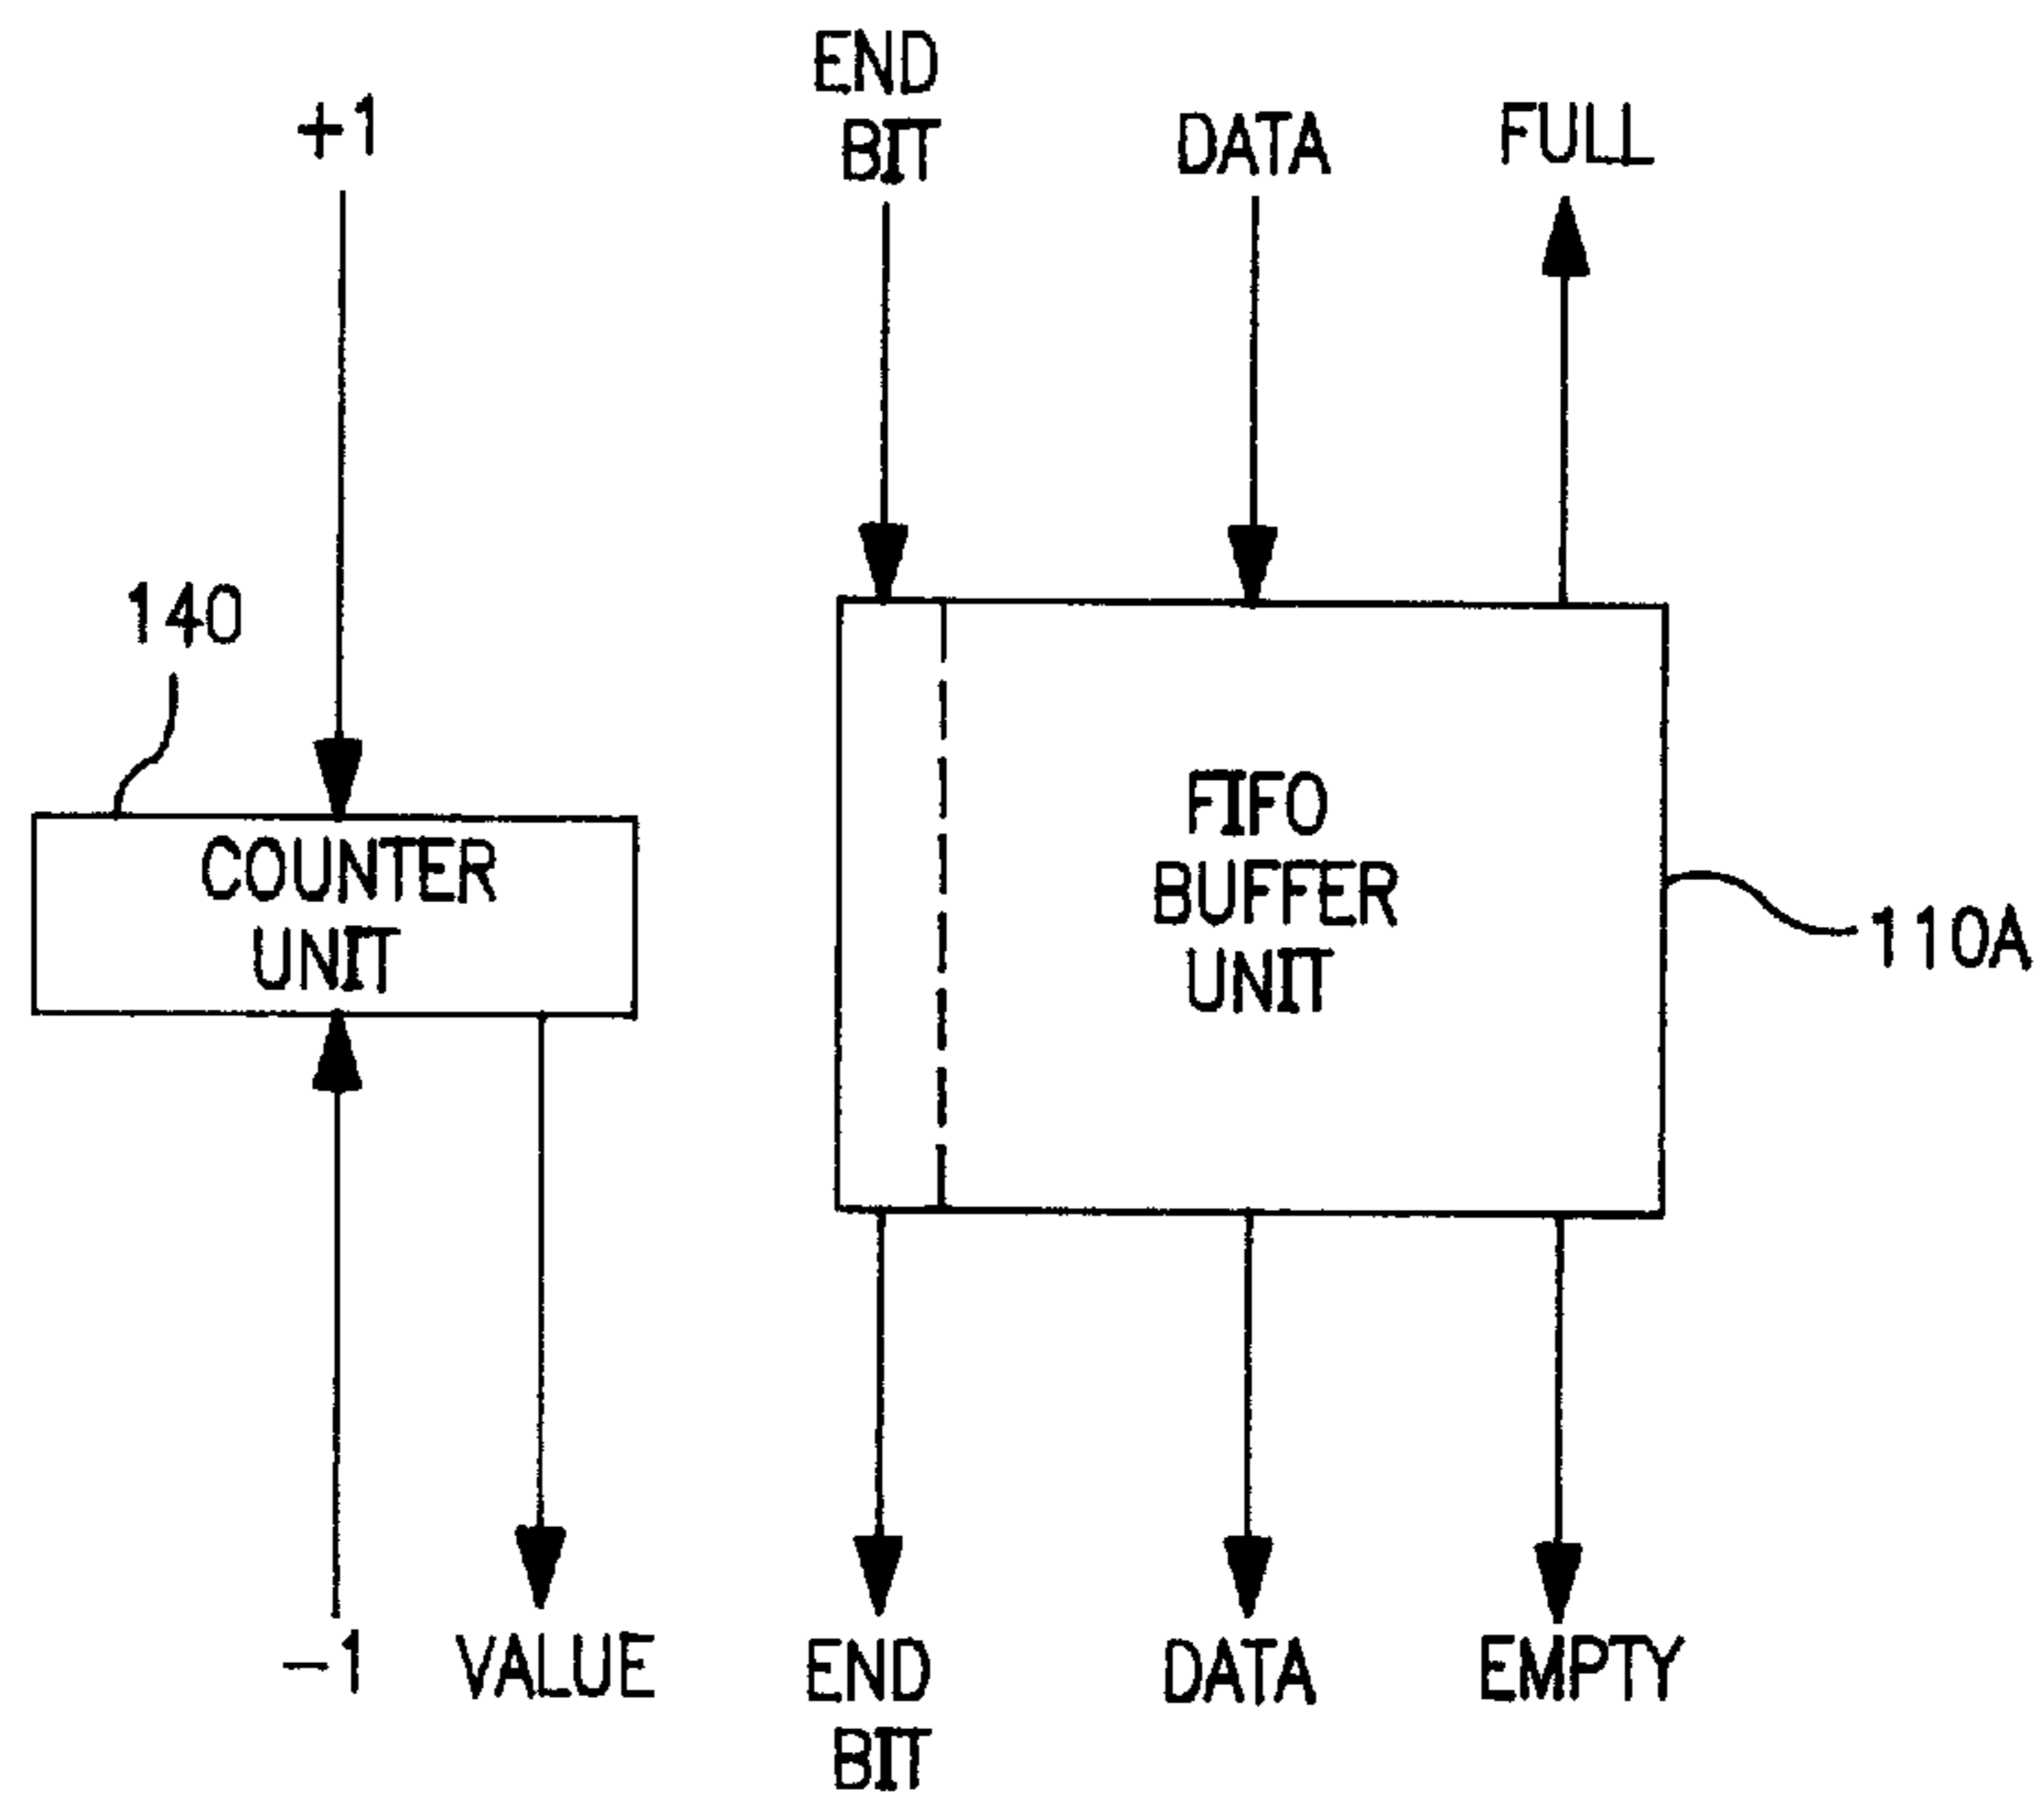 +1
END
BIT
DATA
FULL
140
COUNTER
UNIT
FIFO
BUFFER
UNIT
110A
-1
VALUE
END
BIT
DATA
EMPTY